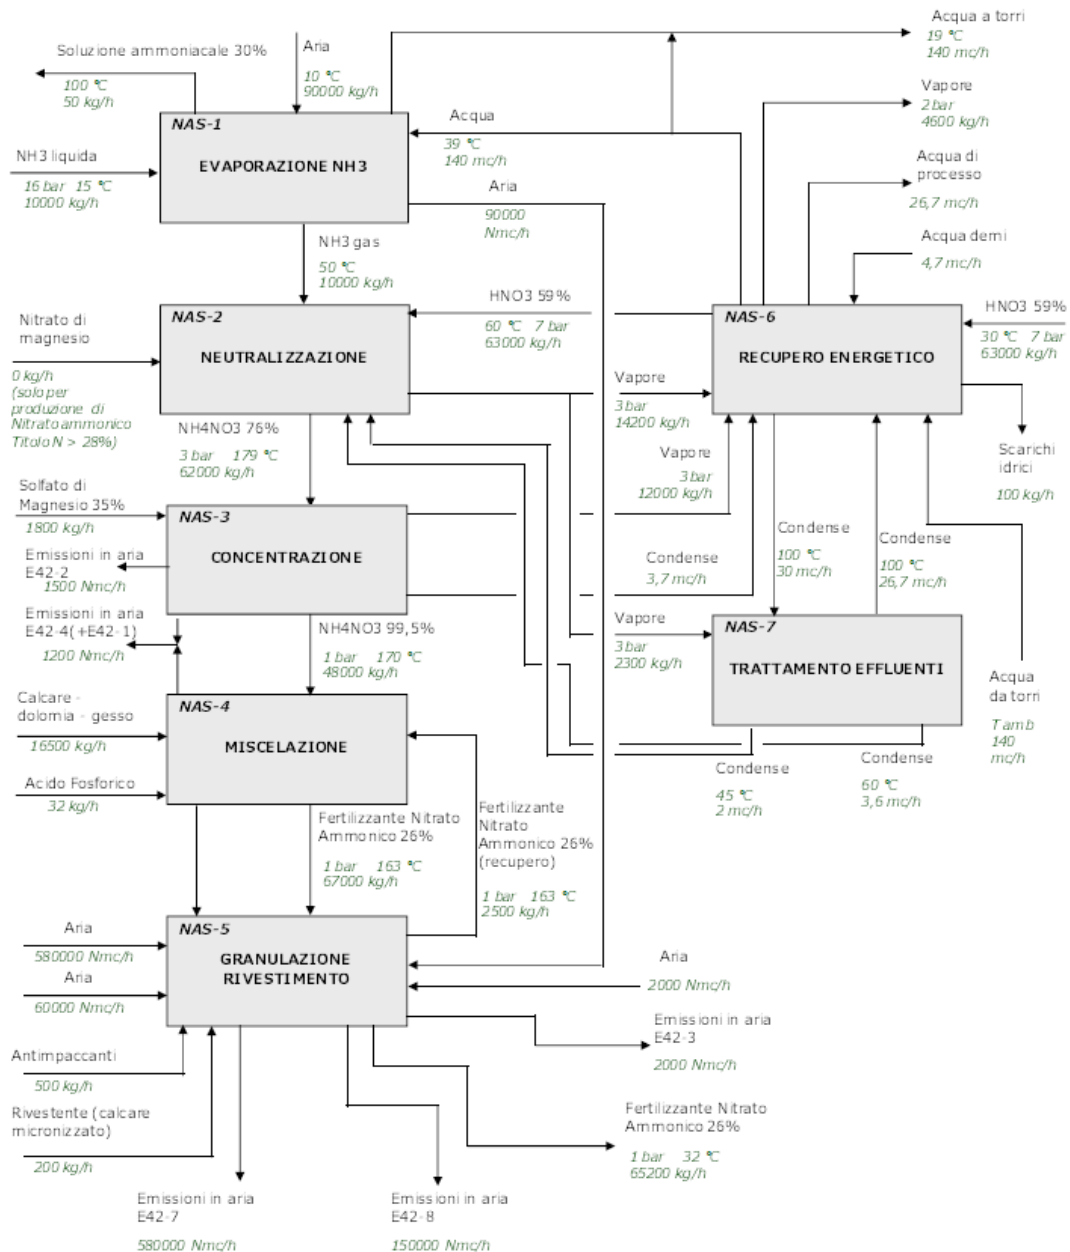 Soluzione ammoniacale 30%
100 °C
50 kg/h
Aria
10 °C
90000 kg/h
Acqua a torri
19 °C
140 mc/h
Vapore
2bar
4600 kg/h
NAS-1
EVAPORAZIONE NH3
NH3 liquida
16 bar 15 °C
10000 kg/h
Acqua
39 °C
140 mc/h
Aria
90000
Nmc/h
Acqua di
processo
26,7 mc/h
Acqua demi
4,7 mc/h
NH3 gas
50 °C
10000 kg/h
HNO3 59%
60 °C 7 bar
63000 kg/h
HNO3 59%
30 °C 7 bar
63000 kg/h
Nitrato di
magnesio
0 kg/h
(solo per
produzione di
Nitrato ammonico
Titolo N > 28%)
NAS-2
NEUTRALIZZAZIONE
NAS-6
RECUPERO ENERGETICO
Vapore
3bar
14200 kg/h
NH4NO3 76%
3 bar 179 °C
62000 kg/h
Vapore
3bar
12000 kg/h
Scarichi
idrici
100 kg/h
Solfato di
Magnesio 35%
1800 kg/h
NAS-3
CONCENTRAZIONE
Emissioni in aria
E42-2
1500 Nmc/h
Condense
3,7 mc/h
Condense
100 °C
30 mc/h
Condense
100 °C
26,7 mc/h
Emissioni in aria
E42-4(+E42-1)
1200 Nmc/h
NH4NO3 99,5%
1 bar 170 °C
48000 kg/h
Vapore
3bar
2300 kg/h
NAS-7
TRATTAMENTO EFFLUENTI
Acqua
da torri
T amb
140
mc/h
Calcare -
dolomia - gesso
16500 kg/h
NAS-4
MISCELAZIONE
Acido Fosforico
32 kg/h
Condense
45 °C
2 mc/h
Condense
60 °C
3,6 mc/h
Fertilizzante Nitrato
Ammonico 26%
1 bar 163 °C
67000 kg/h
Fertilizzante
Nitrato
Ammonico 26%
(recupero)
1 bar 163 °C
2500 kg/h
Aria
580000 Nmc/h
Aria
60000 Nmc/h
NAS-5
GRANULAZIONE
RIVESTIMENTO
Aria
2000 Nmc/h
Emissioni in aria
E42-3
2000 Nmc/h
Antimpaccanti
500 kg/h
Rivestente (calcare
micronizzato)
200 kg/h
Fertilizzante Nitrato
Ammonico 26%
1 bar 32 °C
65200 kg/h
Emissioni in aria
E42-7
580000 Nmc/h
Emissioni in aria
E42-8
150000 Nmc/h